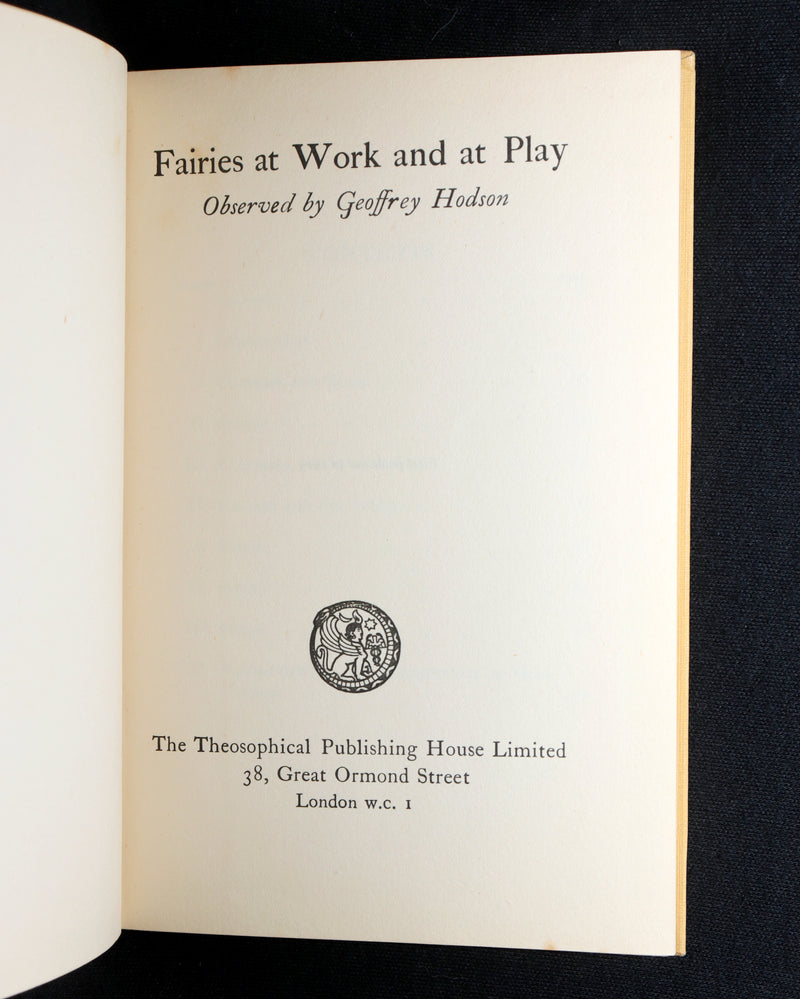 Fairies at Work and at Play
Observed by Geoffrey Hodson
The Theosophical Publishing House Limited
38, Great Ormond Street
London W.C. 1